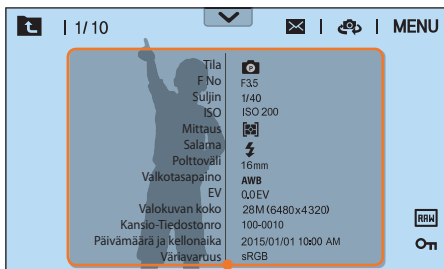 1/10 MENU
Tila
F No F3.5
Suljin 1/40
ISO ISO 200
Mittaus
Salama
Polttoväli 16mm
Valkotasapaino AWB
EV 0.0 EV
Valokuvan koko 28M (6480x4320)
Kansio-Tiedostonro 100-0010
Päivämäärä ja kellonaika 2015/01/01 10:00 AM
Väriavaruus sRGB
RAW